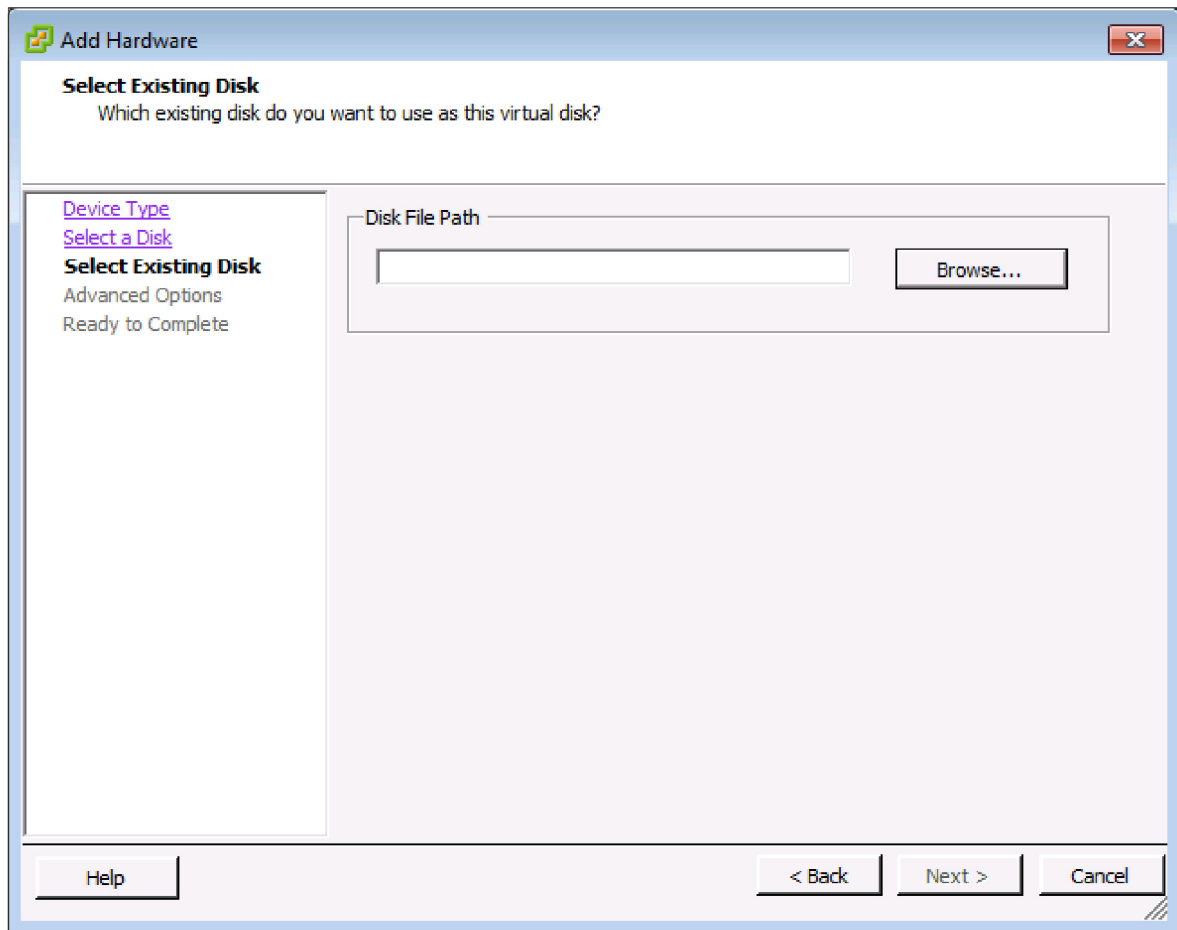 Add Hardware
Select Existing Disk
Which existing disk do you want to use as this virtual disk?
Device Type
Select a Disk
Select Existing Disk
Advanced Options
Ready to Complete
Disk File Path
Browse...
Help
< Back
Next >
Cancel